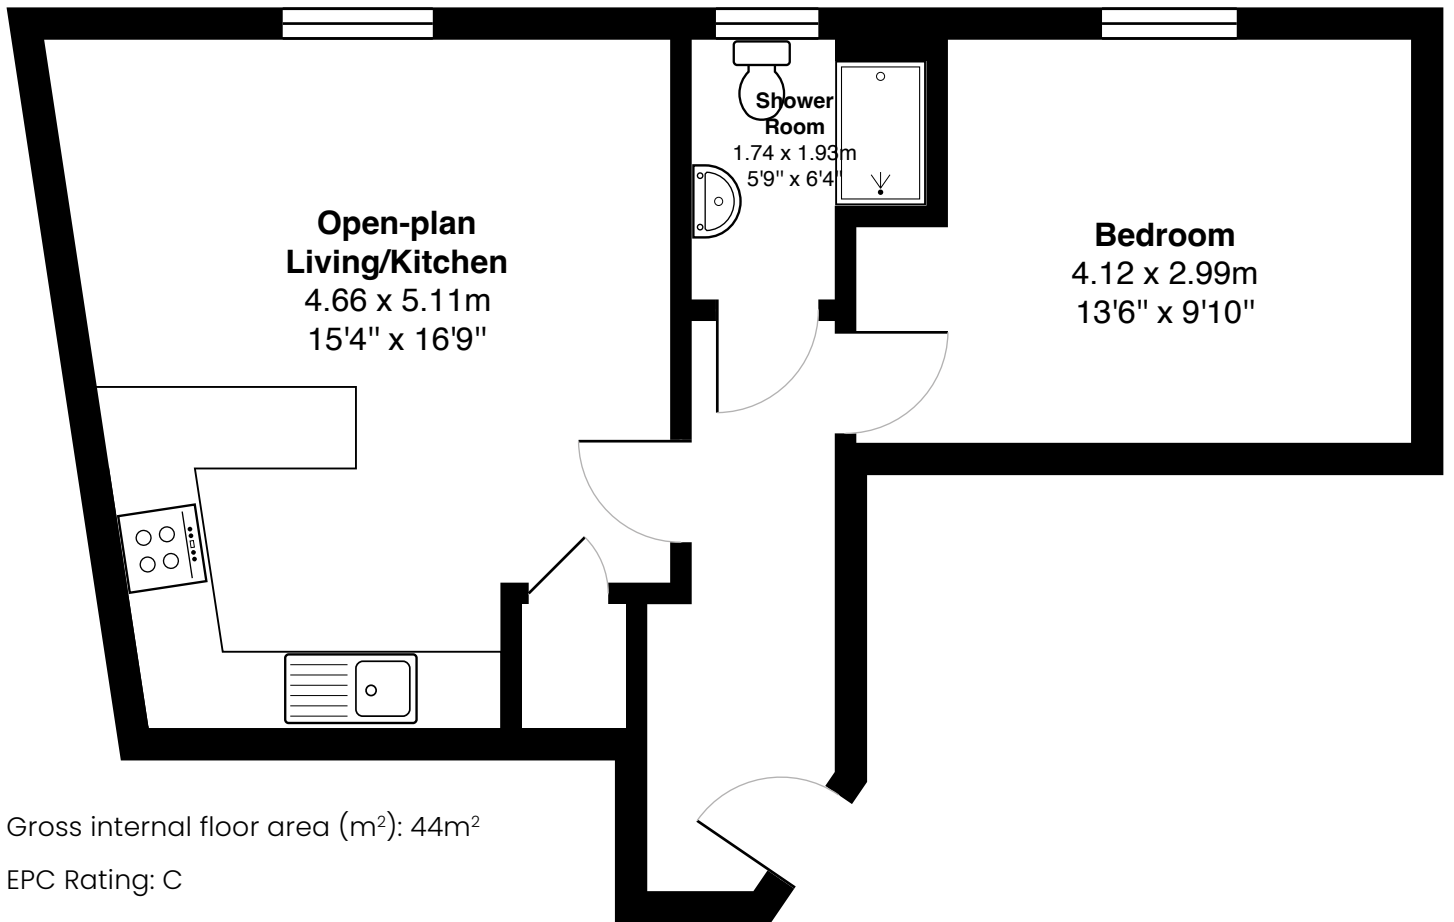 Shower
Room
1.74 x 1.93m
5'9" x 6'4"
Open-plan
Living/Kitchen
4.66 x 5.11m
15'4" x 16'9"
Bedroom
4.12 x 2.99m
13'6" x 9'10"
Gross internal floor area (m²): 44m²
EPC Rating: C